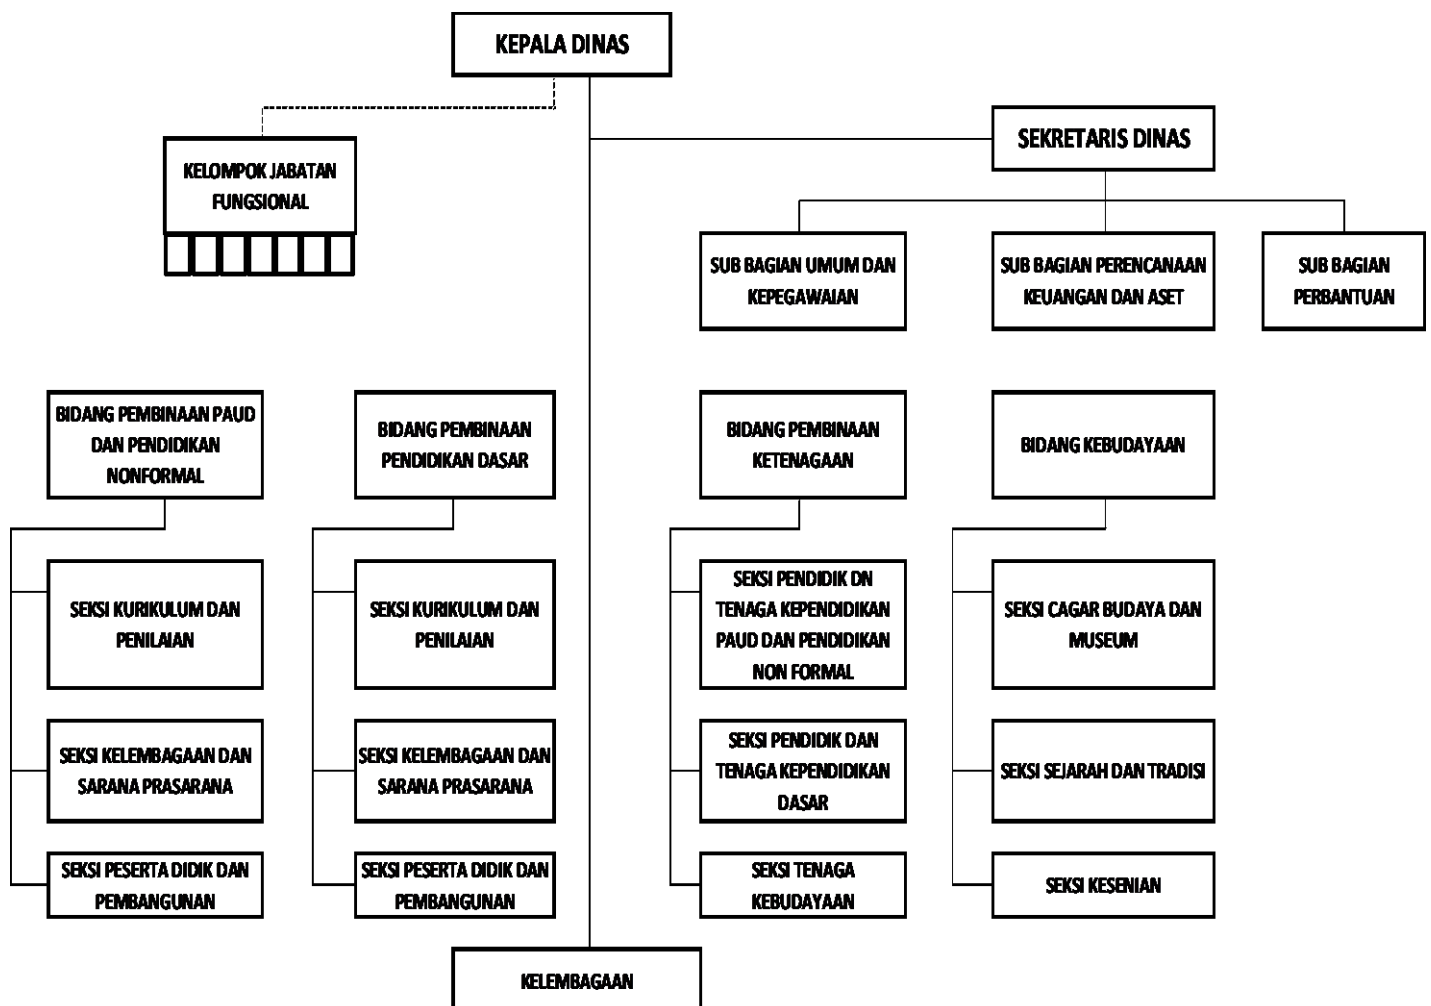 KEPALA DINAS
SEKRETARIS DINAS
KELOMPOK JABATAN
FUNGSIONAL
SUB BAGIAN UMUM DAN
KEPEGAWAIAN
SUB BAGIAN PERENCANAAN
KEUANGAN DAN ASET
SUB BAGIAN
PERBANTUAN
BIDANG PEMBINAAN PAUD
DAN PENDIDIKAN
NONFORMAL
BIDANG PEMBINAAN
PENDIDIKAN DASAR
BIDANG PEMBINAAN
KETENAGAAN
BIDANG KEBUDAYAAN
SEKSI KURIKULUM DAN
PENILAIAN
SEKSI KURIKULUM DAN
PENILAIAN
SEKSI PENDIDIK DN
TENAGA KEPENDIDIKAN
PAUD DAN PENDIDIKAN
NON FORMAL
SEKSI CAGAR BUDAYA DAN
MUSEUM
SEKSI KELEMBAGAAN DAN
SARANA PRASARANA
SEKSI KELEMBAGAAN DAN
SARANA PRASARANA
SEKSI PENDIDIK DAN
TENAGA KEPENDIDIKAN
DASAR
SEKSI SEJARAH DAN TRADISI
SEKSI PESERTA DIDIK DAN
PEMBANGUNAN
SEKSI PESERTA DIDIK DAN
PEMBANGUNAN
SEKSI TENAGA
KEBUDAYAAN
SEKSI KESENIAN
KELEMBAGAAN